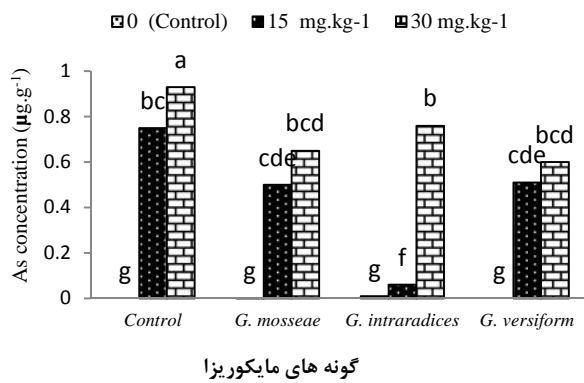 0 (Control) 15 mg.kg-1 30 mg.kg-1
As concentration (µg.g-1)
1
0.8
0.6
0.4
0.2
0
g bc a
g cde bcd
g f b
g cde bcd
Control G. mosseae G. intraradices G. versiform
گونه های مایکوریزا